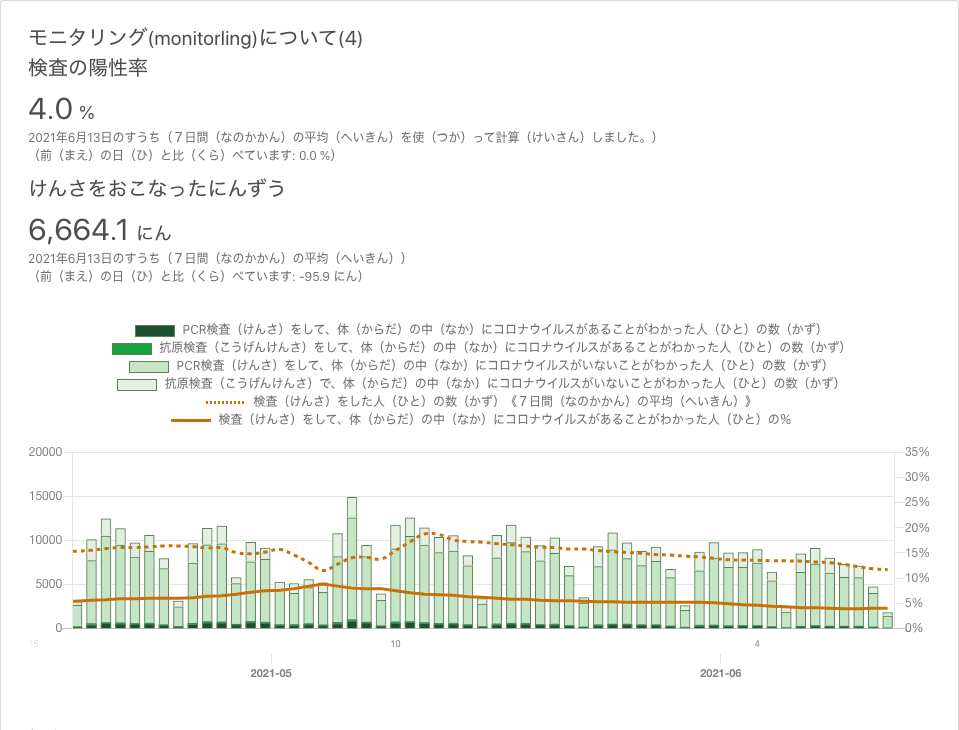 モニタリング(monitorling)について(4)
検査の陽性率
4.0 %
2021年6月13日のすうち（７日間（なのかかん）の平均（へいきん）を使（つか）って計算（けいさん）しました。）
（前（まえ）の日（ひ）と比（くら）べています: 0.0 %）
けんさをおこなったにんずう
6,664.1 にん
2021年6月13日のすうち（７日間（なのかかん）の平均（へいきん））
（前（まえ）の日（ひ）と比（くら）べています: -95.9 にん）
PCR検査（けんさ）をして、体（からだ）の中（なか）にコロナウイルスがあることがわかった人（ひと）の数（かず）
抗原検査（こうげんけんさ）をして、体（からだ）の中（なか）にコロナウイルスがあることがわかった人（ひと）の数（かず）
PCR検査（けんさ）をして、体（からだ）の中（なか）にコロナウイルスがいないことがわかった人（ひと）の数（かず）
抗原検査（こうげんけんさ）で、体（からだ）の中（なか）にコロナウイルスがいないことがわかった人（ひと）の数（かず）
検査（けんさ）をした人（ひと）の数（かず）《７日間（なのかかん）の平均（へいきん）》
検査（けんさ）をして、体（からだ）の中（なか）にコロナウイルスがあることがわかった人（ひと）の%
20000 35%
30%
15000
25%
20%
10000
15%
10%
5000
5%
0 0%
15 10 4
2021-05 2021-06